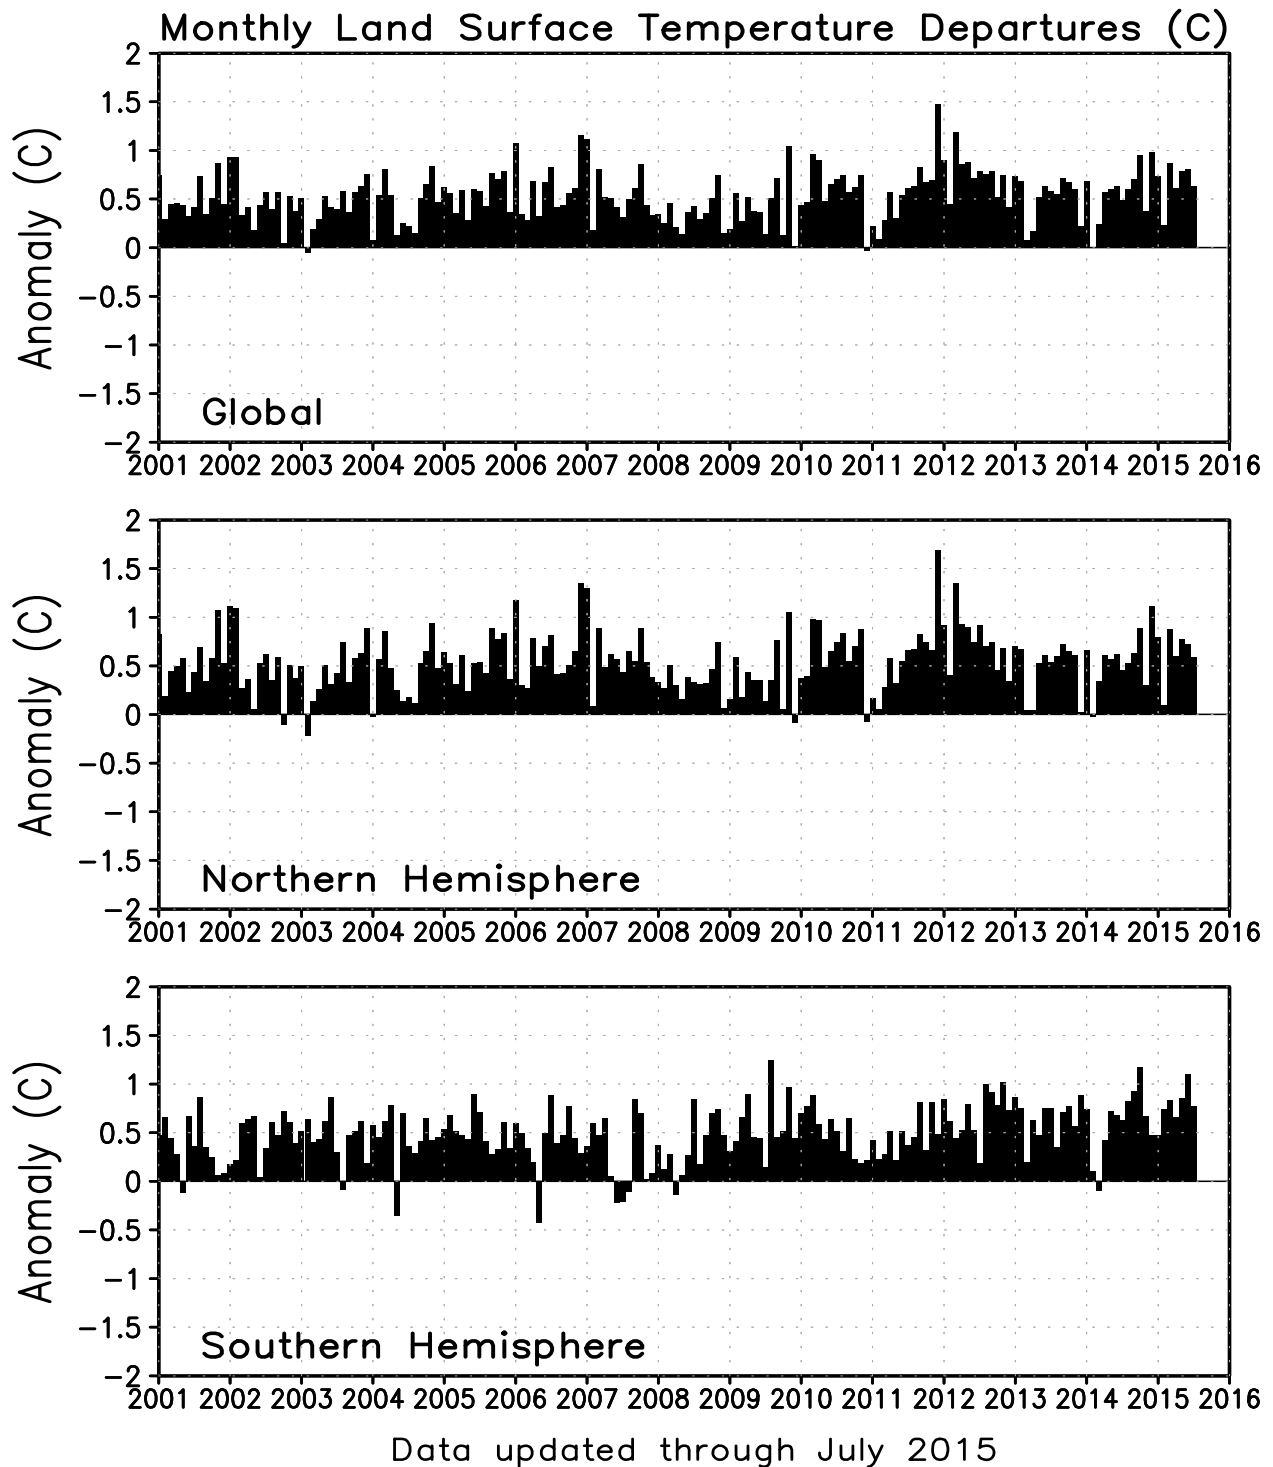 Monthly Land Surface Temperature Departures (C)
Anomaly (C)
2
1.5
1
0.5
0
−0.5
−1
−1.5
−2
Global
2001 2002 2003 2004 2005 2006 2007 2008 2009 2010 2011 2012 2013 2014 2015 2016
Anomaly (C)
2
1.5
1
0.5
0
−0.5
−1
−1.5
−2
Northern Hemisphere
2001 2002 2003 2004 2005 2006 2007 2008 2009 2010 2011 2012 2013 2014 2015 2016
Anomaly (C)
2
1.5
1
0.5
0
−0.5
−1
−1.5
−2
Southern Hemisphere
2001 2002 2003 2004 2005 2006 2007 2008 2009 2010 2011 2012 2013 2014 2015 2016
Data updated through July 2015